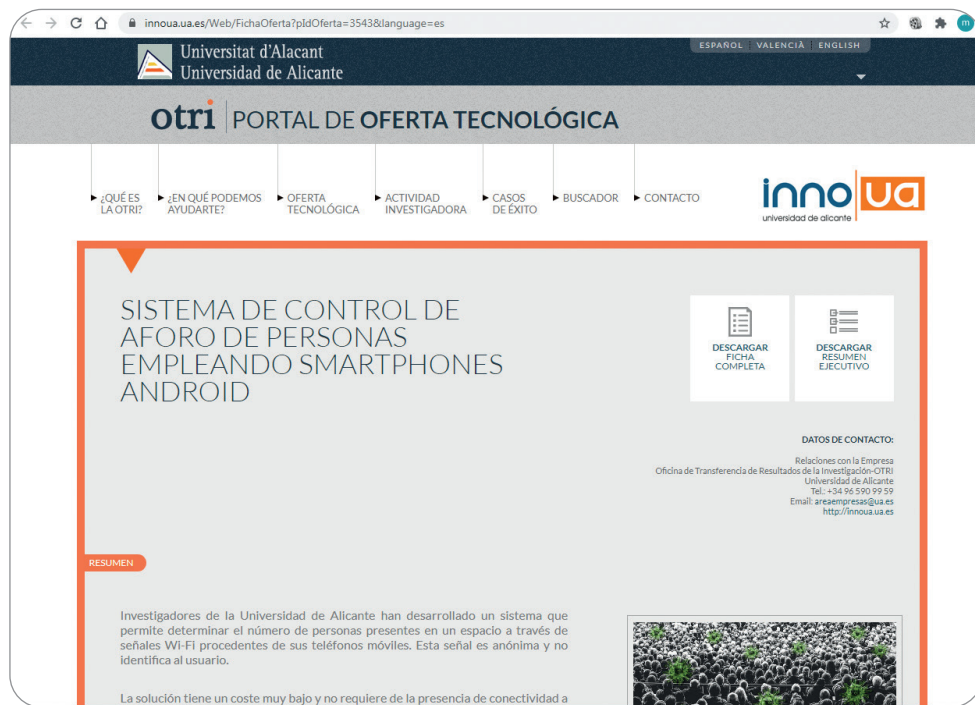 innoua.ua.es/Web/FichaOferta?pIdOferta=3543&language=es
m
Universitat d'Alacant
Universidad de Alicante
ESPAÑOL VALENCIÀ ENGLISH
otri PORTAL DE OFERTA TECNOLÓGICA
¿QUÉ ES
LA OTRI?
¿EN QUÉ PODEMOS
AYUDARTE?
OFERTA
TECNOLÓGICA
ACTIVIDAD
INVESTIGADORA
CASOS
DE ÉXITO
BUSCADOR
CONTACTO
inno ua
universidad de alicante
SISTEMA DE CONTROL DE
AFORO DE PERSONAS
EMPLEANDO SMARTPHONES
ANDROID
DESCARGAR
FICHA
COMPLETA
DESCARGAR
RESUMEN
EJECUTIVO
DATOS DE CONTACTO:
Relaciones con la Empresa
Oficina de Transferencia de Resultados de la Investigación-OTRI
Universidad de Alicante
Tel.: +34 96 590 99 59
Email: areaempresas@ua.es
http://innoua.ua.es
RESUMEN
Investigadores de la Universidad de Alicante han desarrollado un sistema que
permite determinar el número de personas presentes en un espacio a través de
señales Wi-Fi procedentes de sus teléfonos móviles. Esta señal es anónima y no
identifica al usuario.
La solución tiene un coste muy bajo y no requiere de la presencia de conectividad a